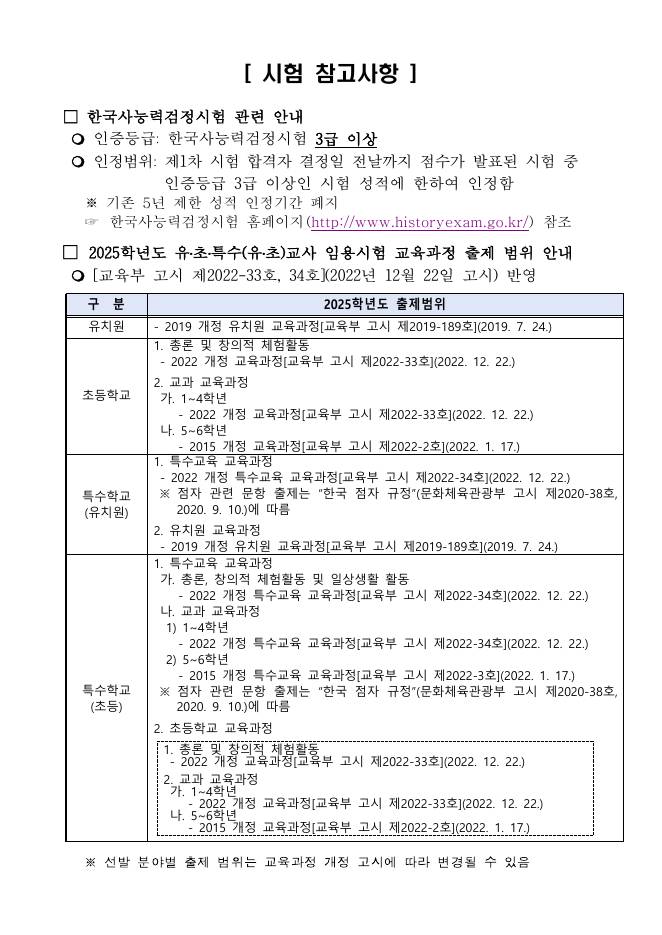 [ 시험 참고사항 ]
□ 한국사능력검정시험 관련 안내
❍ 인증등급: 한국사능력검정시험 3급 이상
❍ 인정범위: 제1차 시험 합격자 결정일 전날까지 점수가 발표된 시험 중
인증등급 3급 이상인 시험 성적에 한하여 인정함
※ 기존 5년 제한 성적 인정기간 폐지
☞ 한국사능력검정시험 홈페이지(http://www.historyexam.go.kr/) 참조
□ 2025학년도 유·초·특수(유·초)교사 임용시험 교육과정 출제 범위 안내
❍ [교육부 고시 제2022-33호, 34호](2022년 12월 22일 고시) 반영
구 분 2025학년도 출제범위
유치원 - 2019 개정 유치원 교육과정[교육부 고시 제2019-189호](2019. 7. 24.)
초등학교
1. 총론 및 창의적 체험활동
- 2022 개정 교육과정[교육부 고시 제2022-33호](2022. 12. 22.)
2. 교과 교육과정
가. 1~4학년
- 2022 개정 교육과정[교육부 고시 제2022-33호](2022. 12. 22.)
나. 5~6학년
- 2015 개정 교육과정[교육부 고시 제2022-2호](2022. 1. 17.)
특수학교
(유치원)
1. 특수교육 교육과정
- 2022 개정 특수교육 교육과정[교육부 고시 제2022-34호](2022. 12. 22.)
※ 점자 관련 문항 출제는 “한국 점자 규정”(문화체육관광부 고시 제2020-38호,
2020. 9. 10.)에 따름
2. 유치원 교육과정
- 2019 개정 유치원 교육과정[교육부 고시 제2019-189호](2019. 7. 24.)
특수학교
(초등)
1. 특수교육 교육과정
가. 총론, 창의적 체험활동 및 일상생활 활동
- 2022 개정 특수교육 교육과정[교육부 고시 제2022-34호](2022. 12. 22.)
나. 교과 교육과정
1) 1~4학년
- 2022 개정 특수교육 교육과정[교육부 고시 제2022-34호](2022. 12. 22.)
2) 5~6학년
- 2015 개정 특수교육 교육과정[교육부 고시 제2022-3호](2022. 1. 17.)
※ 점자 관련 문항 출제는 “한국 점자 규정”(문화체육관광부 고시 제2020-38호,
2020. 9. 10.)에 따름
2. 초등학교 교육과정
1. 총론 및 창의적 체험활동
- 2022 개정 교육과정[교육부 고시 제2022-33호](2022. 12. 22.)
2. 교과 교육과정
가. 1~4학년
- 2022 개정 교육과정[교육부 고시 제2022-33호](2022. 12. 22.)
나. 5~6학년
- 2015 개정 교육과정[교육부 고시 제2022-2호](2022. 1. 17.)
※ 선발 분야별 출제 범위는 교육과정 개정 고시에 따라 변경될 수 있음